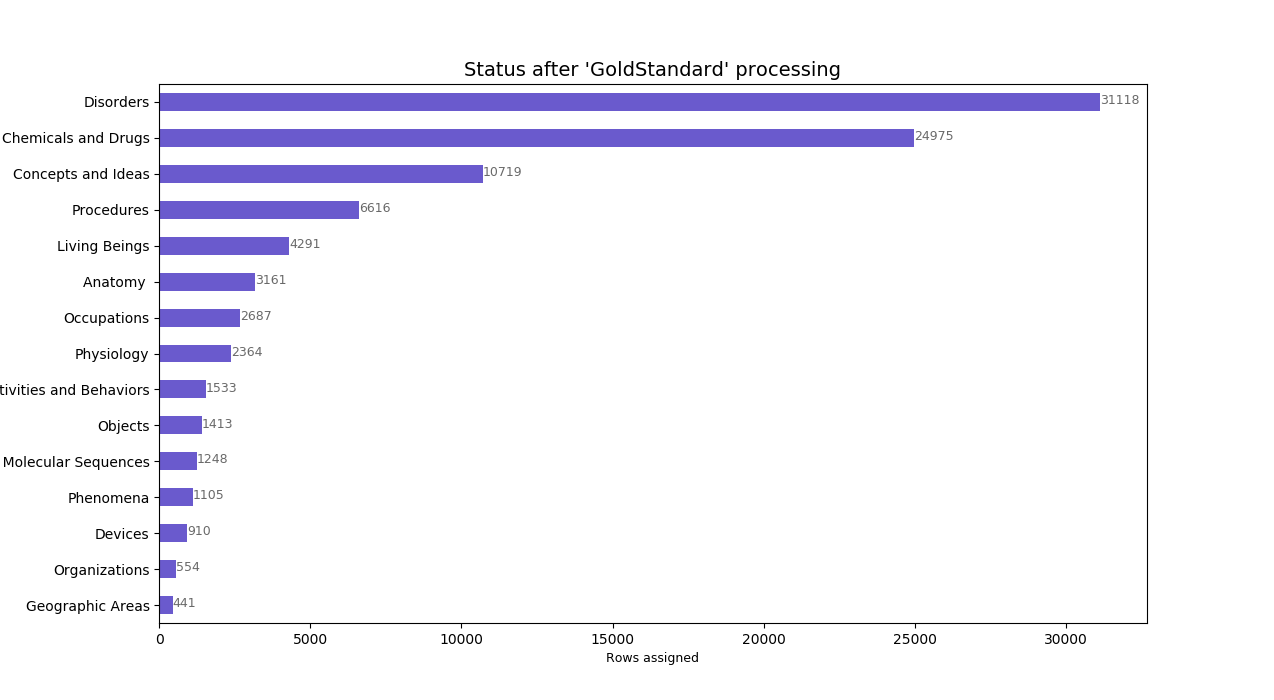 Status after 'GoldStandard' processing
Disorders 31118
Chemicals and Drugs 24975
Concepts and Ideas 10719
Procedures 6616
Living Beings 4291
Anatomy 3161
Occupations 2687
Physiology 2364
tivities and Behaviors 1533
Objects 1413
Molecular Sequences 1248
Phenomena 1105
Devices 910
Organizations 554
Geographic Areas 441
0 5000 10000 15000 20000 25000 30000
Rows assigned